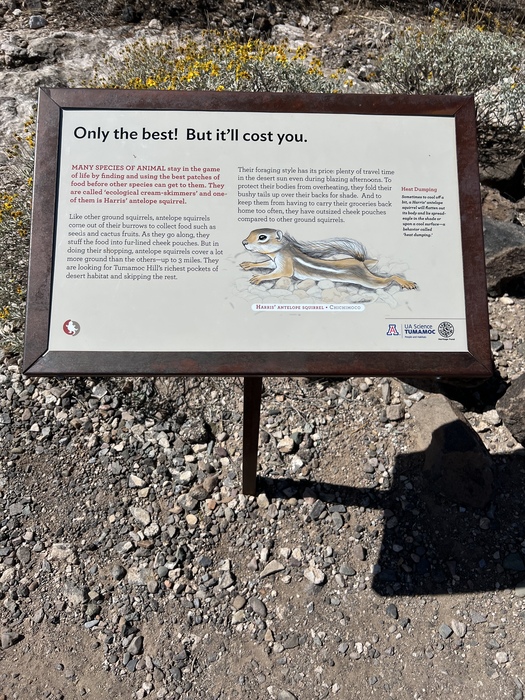 Only the best! But it'll cost you.
MANY SPECIES OF ANIMAL stay in the game
of life by finding and using the best patches of
food before other species can get to them. They
are called ‘ecological cream-skimmers’ and one-
of them is Harris’ antelope squirrel.
Like other ground squirrels, antelope squirrels
come out of their burrows to collect food such as
seeds and cactus fruits. As they go along, they
stuff the food into fur-lined cheek pouches. But in
doing their shopping, antelope squirrels cover a lot
more ground than the others—up to 3 miles. They
are looking for Tumamoc Hill's richest pockets of
desert habitat and skipping the rest.
Their foraging style has its price: plenty of travel time
in the desert sun even during blazing afternoons. To
protect their bodies from overheating, they fold their
bushy tails up over their backs for shade. And to
keep them from having to carry their groceries back
home too often, they have outsized cheek pouches
compared to other ground squirrels.
HARRIS' ANTELOPE SQUIRREL •
Heat Dumping
Sometimes to cool off a
bit, a Harris’ antelope
squirrel will flatten out
its body and its spread-
eagle in the shade or
upon a cool surface—a
behavior called
‘heat dumping.’
A
UA Science
TUMAMOC